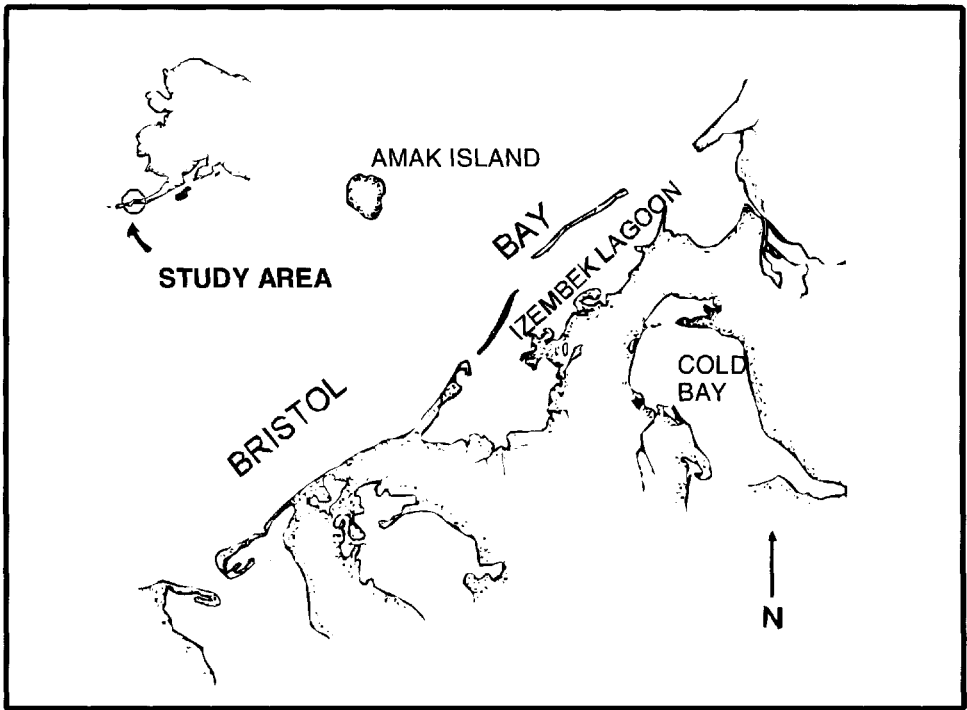 AMAK ISLAND
STUDY AREA
BRISTOL BAY
IZEMBEK LAGOON
COLD
BAY
N